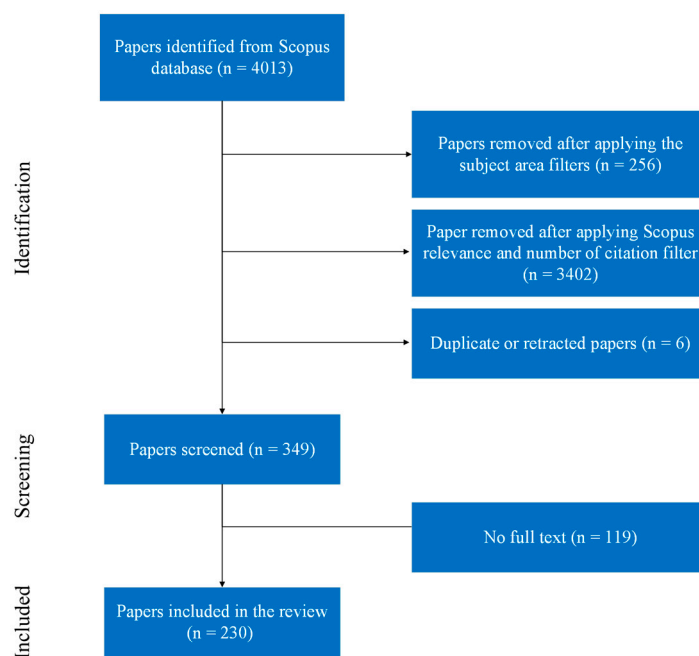 Papers identified from Scopus
database (n = 4013)
Identification
Papers removed after applying the
subject area filters (n = 256)
Paper removed after applying Scopus
relevance and number of citation filter
(n = 3402)
Duplicate or retracted papers (n = 6)
Screening
Papers screened (n = 349)
No full text (n = 119)
Included
Papers included in the review
(n = 230)